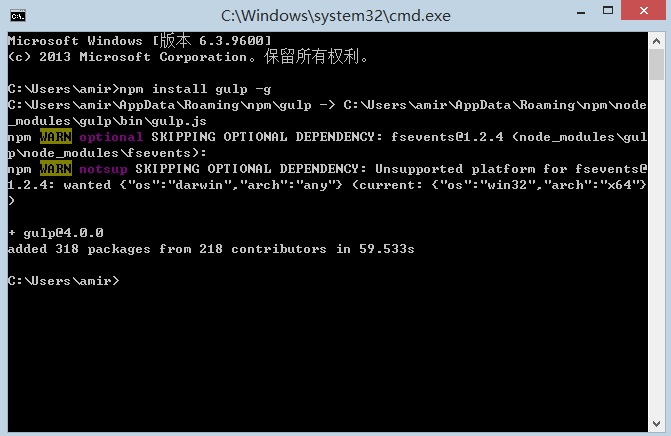 C:\Windows\system32\cmd.exe
Microsoft Windows [版本 6.3.9600]
(c) 2013 Microsoft Corporation。保留所有权利。
C:\Users\amir>npm install gulp -g
C:\Users\amir\AppData\Roaming\npm\gulp -> C:\Users\amir\AppData\Roaming\npm\node
_modules\gulp\bin\gulp.js
npm WARN optional SKIPPING OPTIONAL DEPENDENCY: fsevents@1.2.4 (node_modules\gul
p\node_modules\fsevents):
npm WARN notsup SKIPPING OPTIONAL DEPENDENCY: Unsupported platform for fsevents@
1.2.4: wanted {"os":"darwin","arch":"any"} (current: {"os":"win32","arch":"x64"}
)
+ gulp@4.0.0
added 318 packages from 218 contributors in 59.533s
C:\Users\amir>